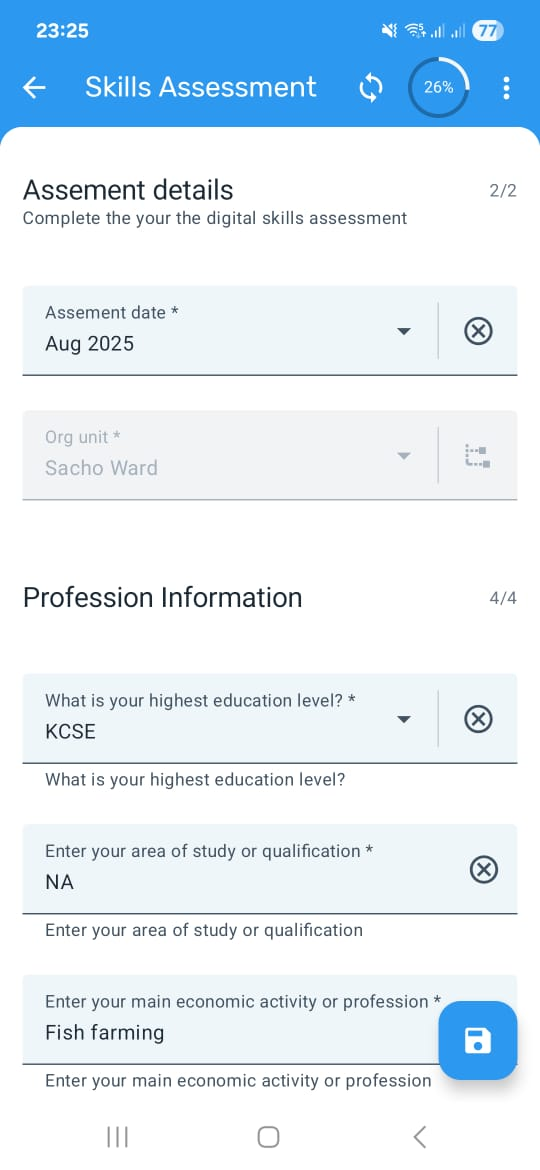 23:25
77
Skills Assessment
26%
Assement details
2/2
Complete the your the digital skills assessment
Assement date *
Aug 2025
Org unit *
Sacho Ward
Profession Information
4/4
What is your highest education level? *
KCSE
What is your highest education level?
Enter your area of study or qualification *
NA
Enter your area of study or qualification
Enter your main economic activity or profession *
Fish farming
Enter your main economic activity or profession